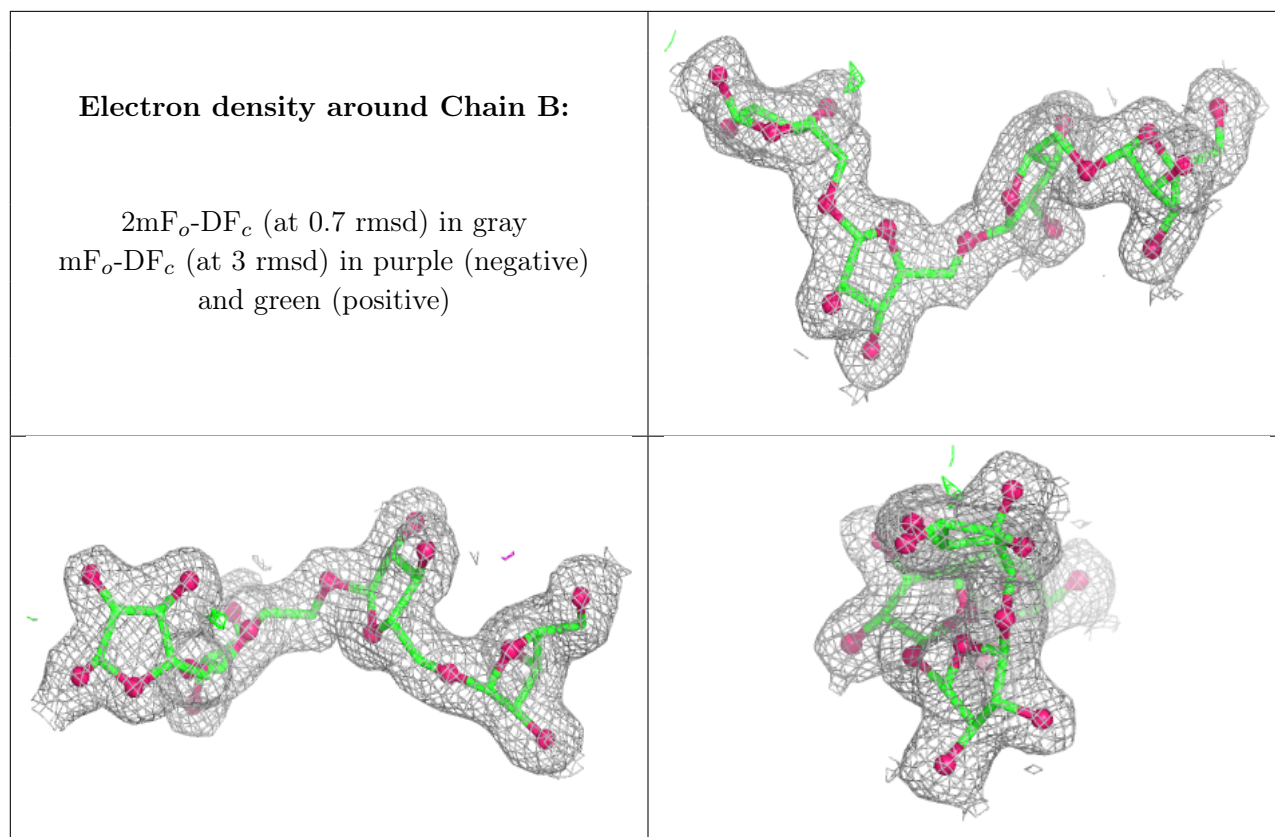 Electron density around Chain B:
2mFo-DFc (at 0.7 rmsd) in gray
mFo-DFc (at 3 rmsd) in purple (negative)
and green (positive)